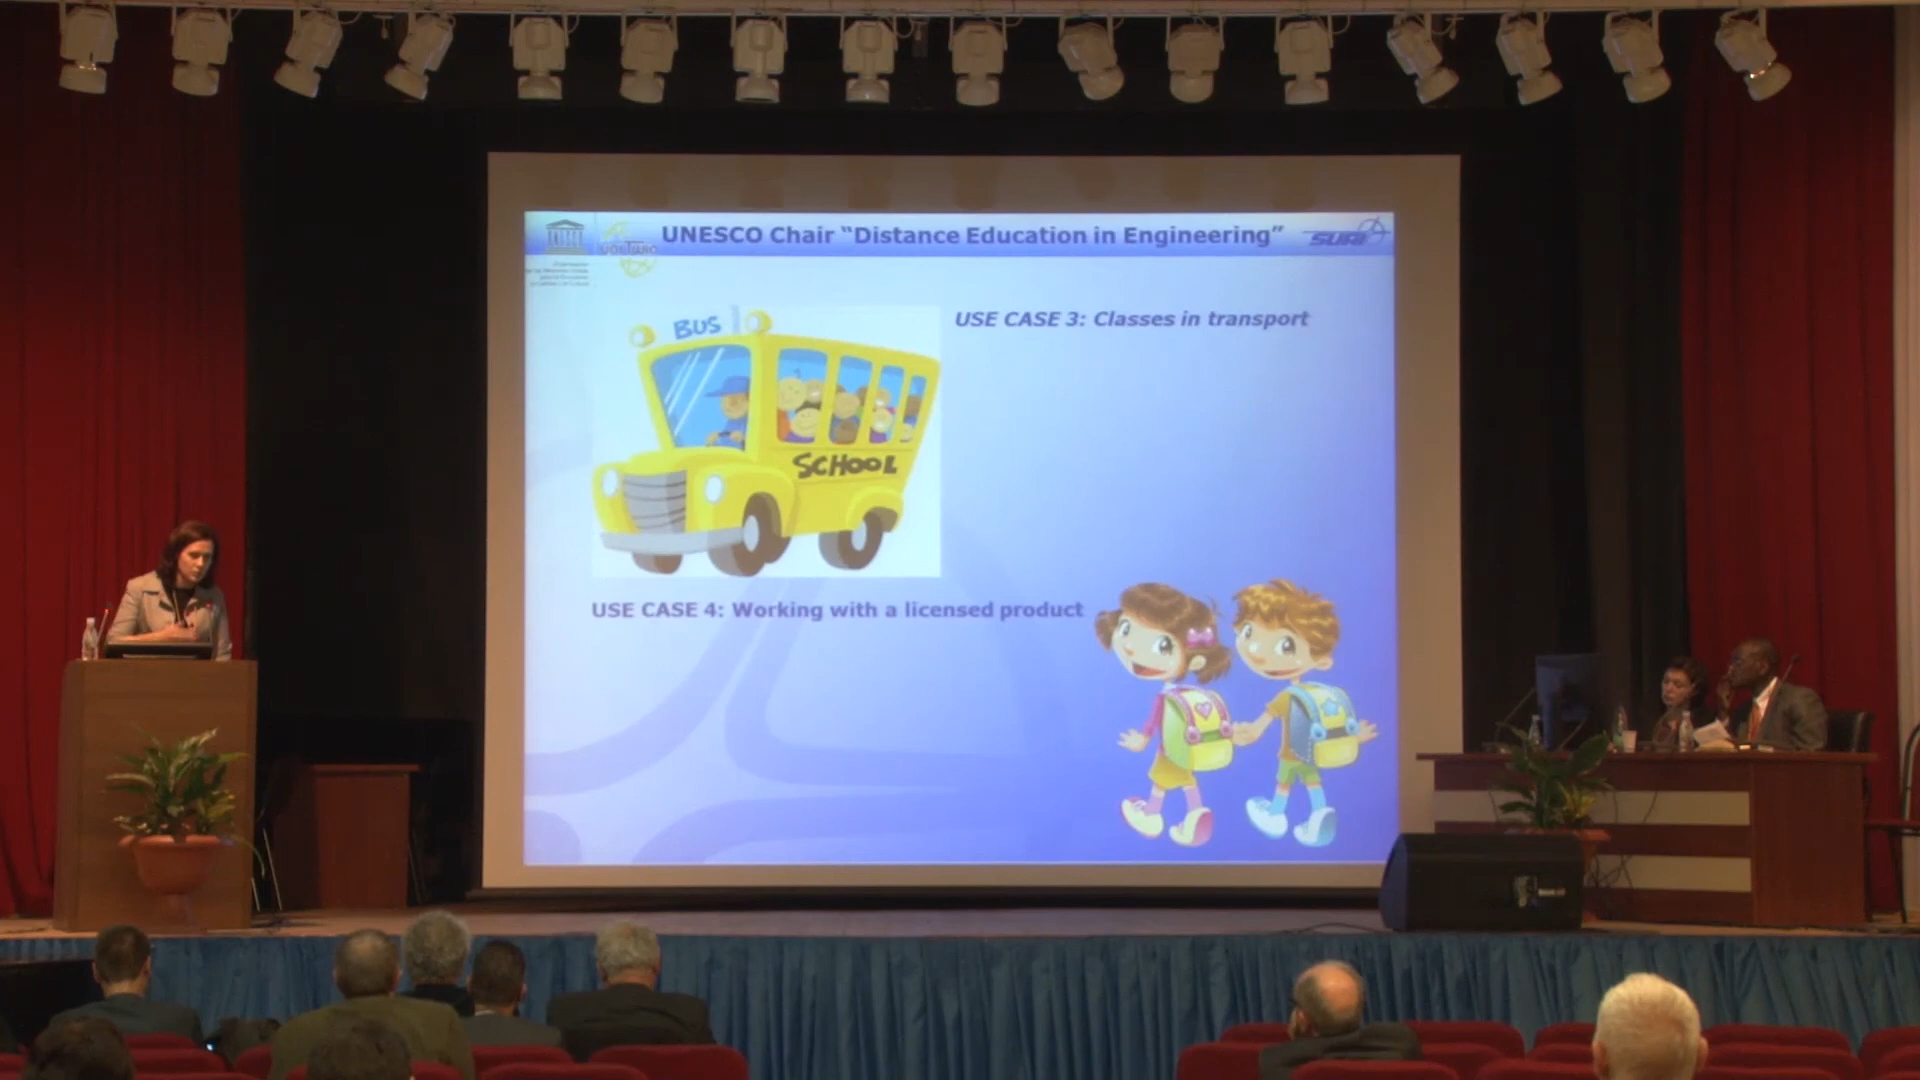 UNESCO
UNESCO Chair “Distance Education in Engineering”
USE CASE 3: Classes in transport
BUS
SCHOOL
USE CASE 4: Working with a licensed product